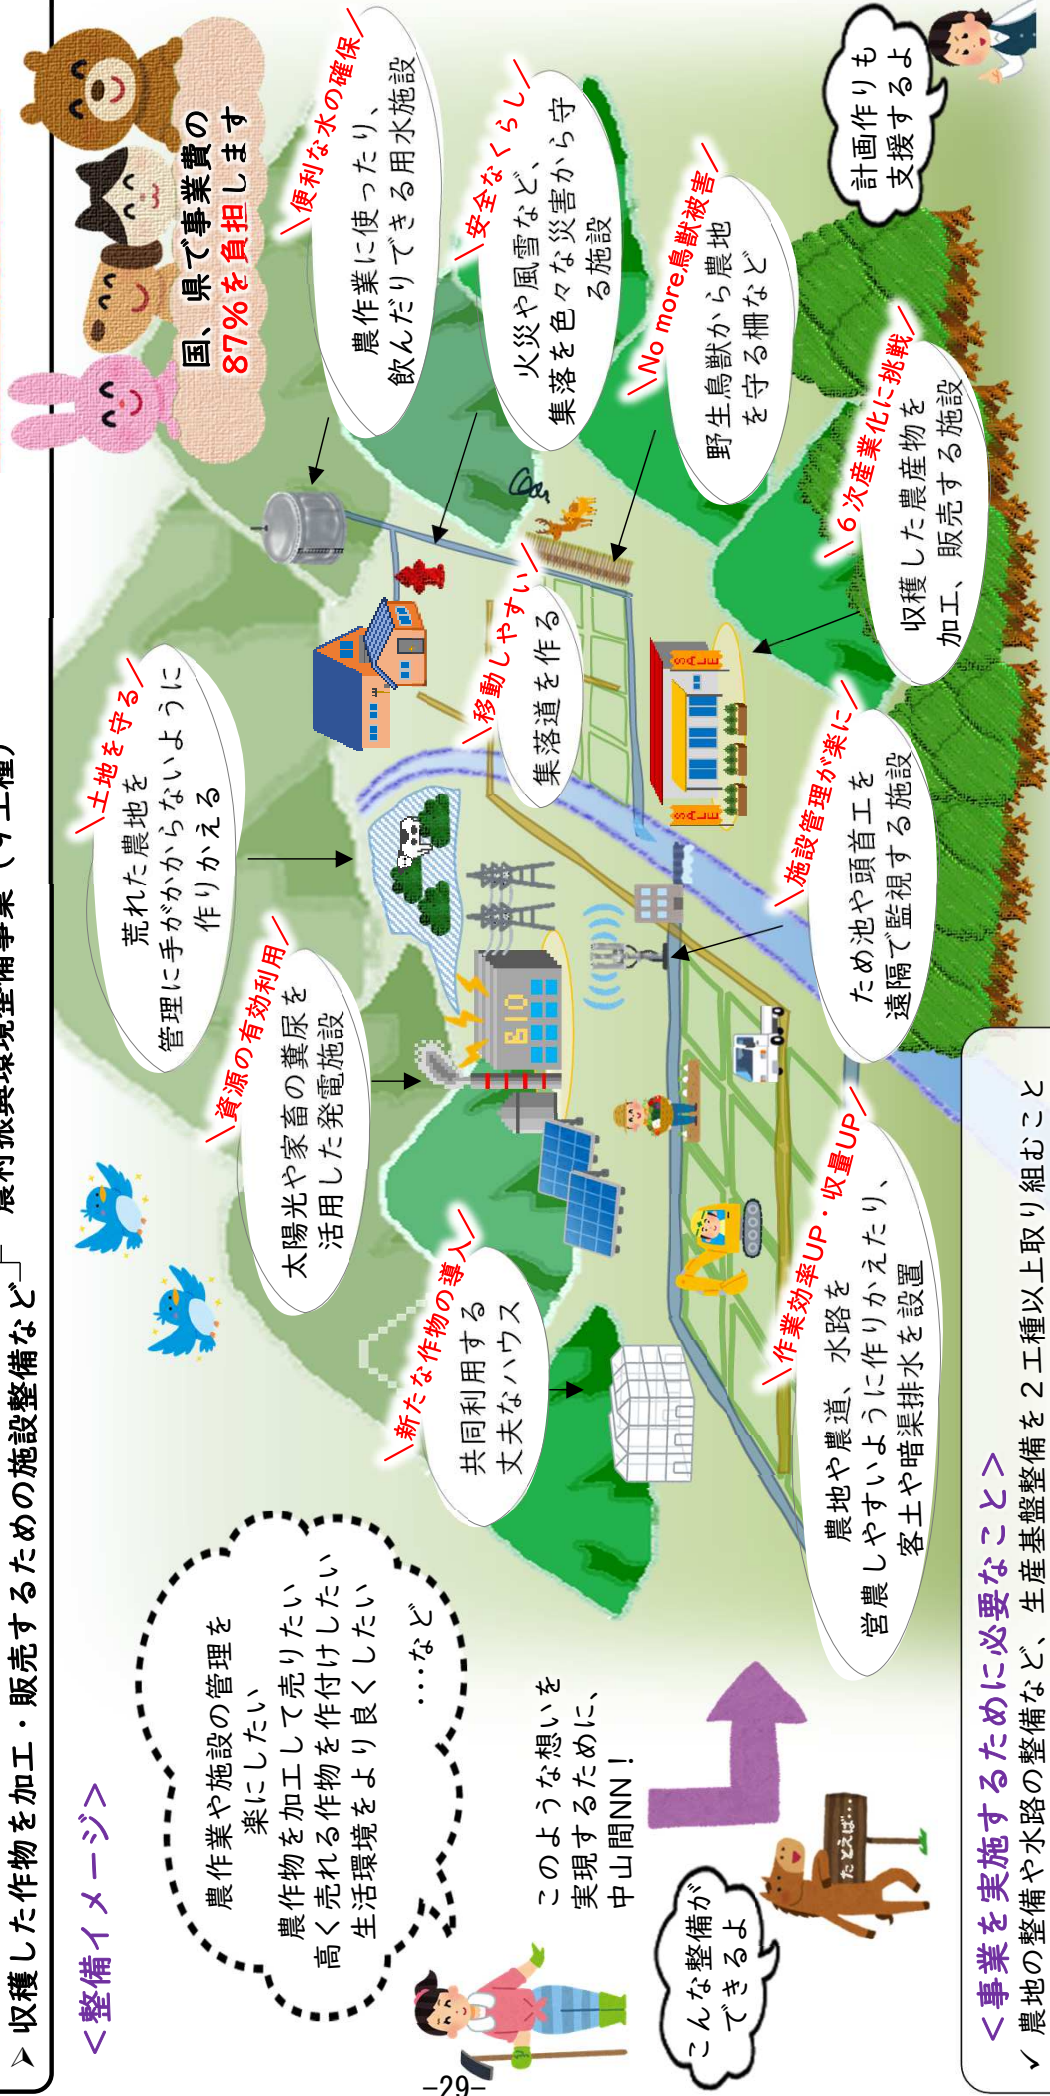 ➢ 収穫した作物を加工・販売するための施設整備など
農村振興環境整備事業（9工種）
＜整備イメージ＞
国、県で事業費の
87%を負担します
農作業や施設の管理を
楽にしたい
農作物を加工して売りたい
高く売れる作物を作付けしたい
生活環境をより良くしたい
・・・など
このような想いを
実現するために、
中山間NN！
こんな整備が
できるよ
たとえば…
＼新たな作物の導入／
共同利用する
丈夫なハウス
＼資源の有効利用／
太陽光や家畜の糞尿を
活用した発電施設
＼土地を守る／
荒れた農地を
管理に手がかからないように
作りかえる
＼便利な水の確保／
農作業に使ったり、
飲んだりできる用水施設
＼安全なくらし／
火災や風雪など、
集落を色々な災害から守
る施設
＼移動しやすい／
集落道を作る
＼No more鳥獣被害／
野生鳥獣から農地
を守る柵など
＼6次産業化に挑戦／
収穫した農産物を
加工、販売する施設
＼施設管理が楽に／
ため池や頭首工を
遠隔で監視する施設
＼作業効率UP・収量UP／
農地や農道、水路を
営農しやすいように作りかえたり、
客土や暗渠排水を設置
BIO
SALE
SALE
計画作りも
支援するよ
＜事業を実施するために必要なこと＞
✓ 農地の整備や水路の整備など、生産基盤整備を２工種以上取り組むこと
-29-